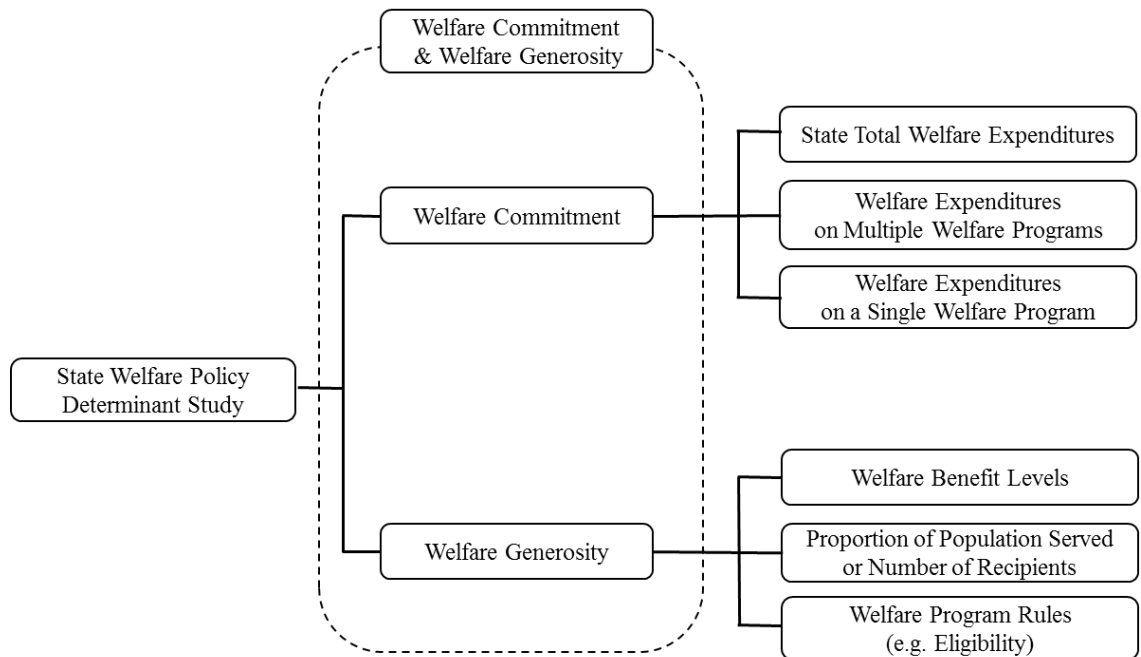 Welfare Commitment
& Welfare Generosity
State Total Welfare Expenditures
Welfare Expenditures
on Multiple Welfare Programs
Welfare Commitment
Welfare Expenditures
on a Single Welfare Program
State Welfare Policy
Determinant Study
Welfare Benefit Levels
Welfare Generosity
Proportion of Population Served
or Number of Recipients
Welfare Program Rules
(e.g. Eligibility)